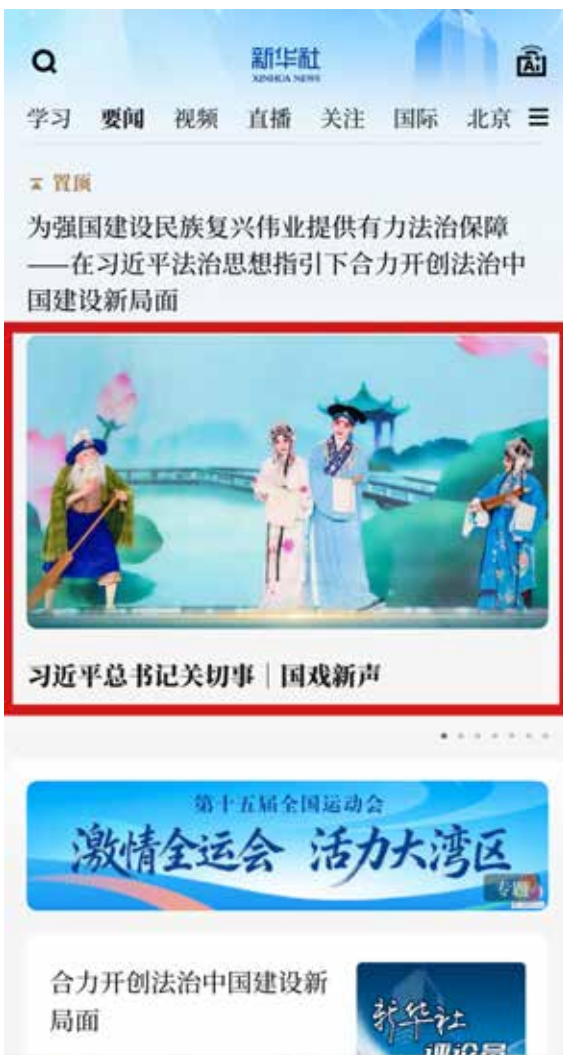 新华社
XINHUA NEWS
学习 要闻 视频 直播 关注 国际 北京
置顶
为强国建设民族复兴伟业提供有力法治保障
——在习近平法治思想指引下合力开创法治中
国建设新局面
习近平总书记关切事｜国戏新声
第十五届全国运动会
激情全运会 活力大湾区
专题
合力开创法治中国建设新
局面
新华社
评论员